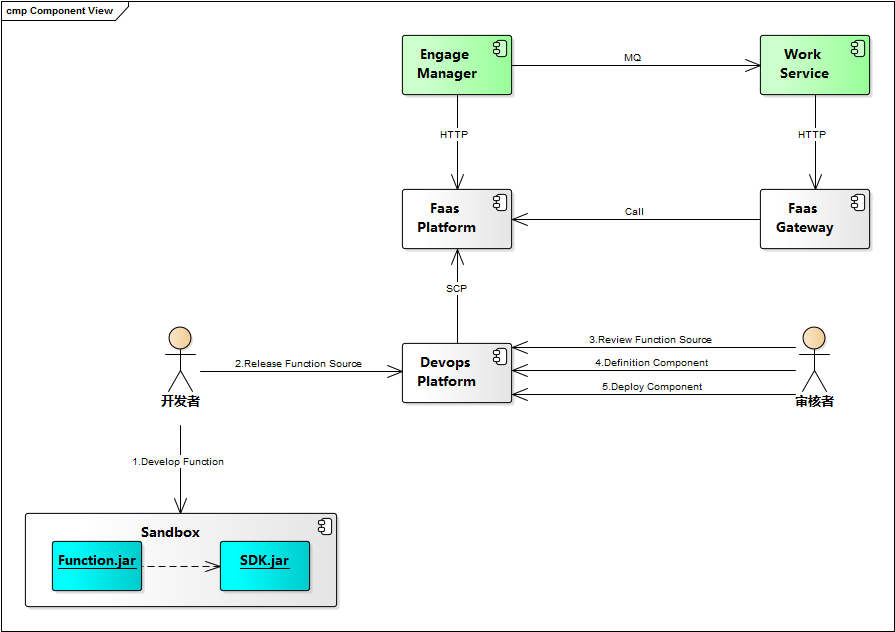 cmp Component View
Engage
Manager
MQ
Work
Service
HTTP
HTTP
Faas
Platform
Call
Faas
Gateway
SCP
Devops
Platform
2.Release Function Source
3.Review Function Source
4.Definition Component
5.Deploy Component
开发者
审核者
1.Develop Function
Sandbox
Function.jar
SDK.jar